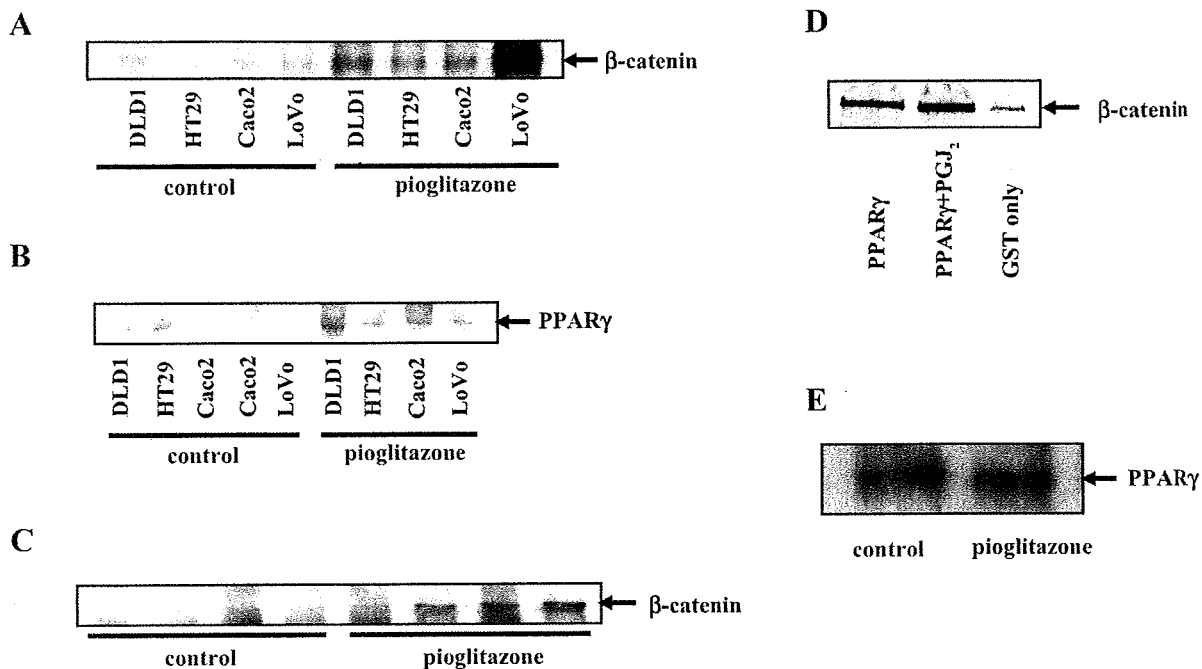 A
β-catenin
DLD1
HT29
Caco2
LoVo
DLD1
HT29
Caco2
LoVo
control
pioglitazone
B
PPARγ
DLD1
HT29
Caco2
Caco2
LoVo
DLD1
HT29
Caco2
LoVo
control
pioglitazone
C
β-catenin
control
pioglitazone
D
β-catenin
PPARγ
PPARγ+PGJ₂
GST only
E
PPARγ
control
pioglitazone